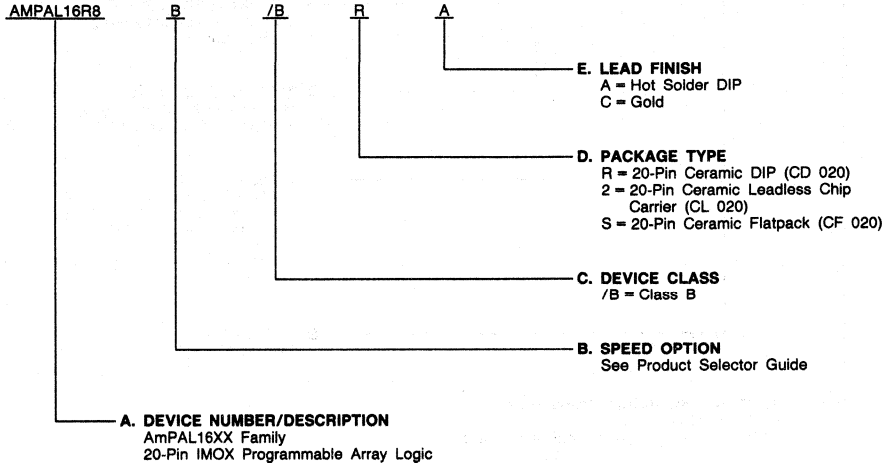 AMPAL16R8 B /B R A
E. LEAD FINISH
A = Hot Solder DIP
C = Gold
D. PACKAGE TYPE
R = 20-Pin Ceramic DIP (CD 020)
2 = 20-Pin Ceramic Leadless Chip
Carrier (CL 020)
S = 20-Pin Ceramic Flatpack (CF 020)
C. DEVICE CLASS
/B = Class B
B. SPEED OPTION
See Product Selector Guide
A. DEVICE NUMBER/DESCRIPTION
AmPAL16XX Family
20-Pin IMOX Programmable Array Logic